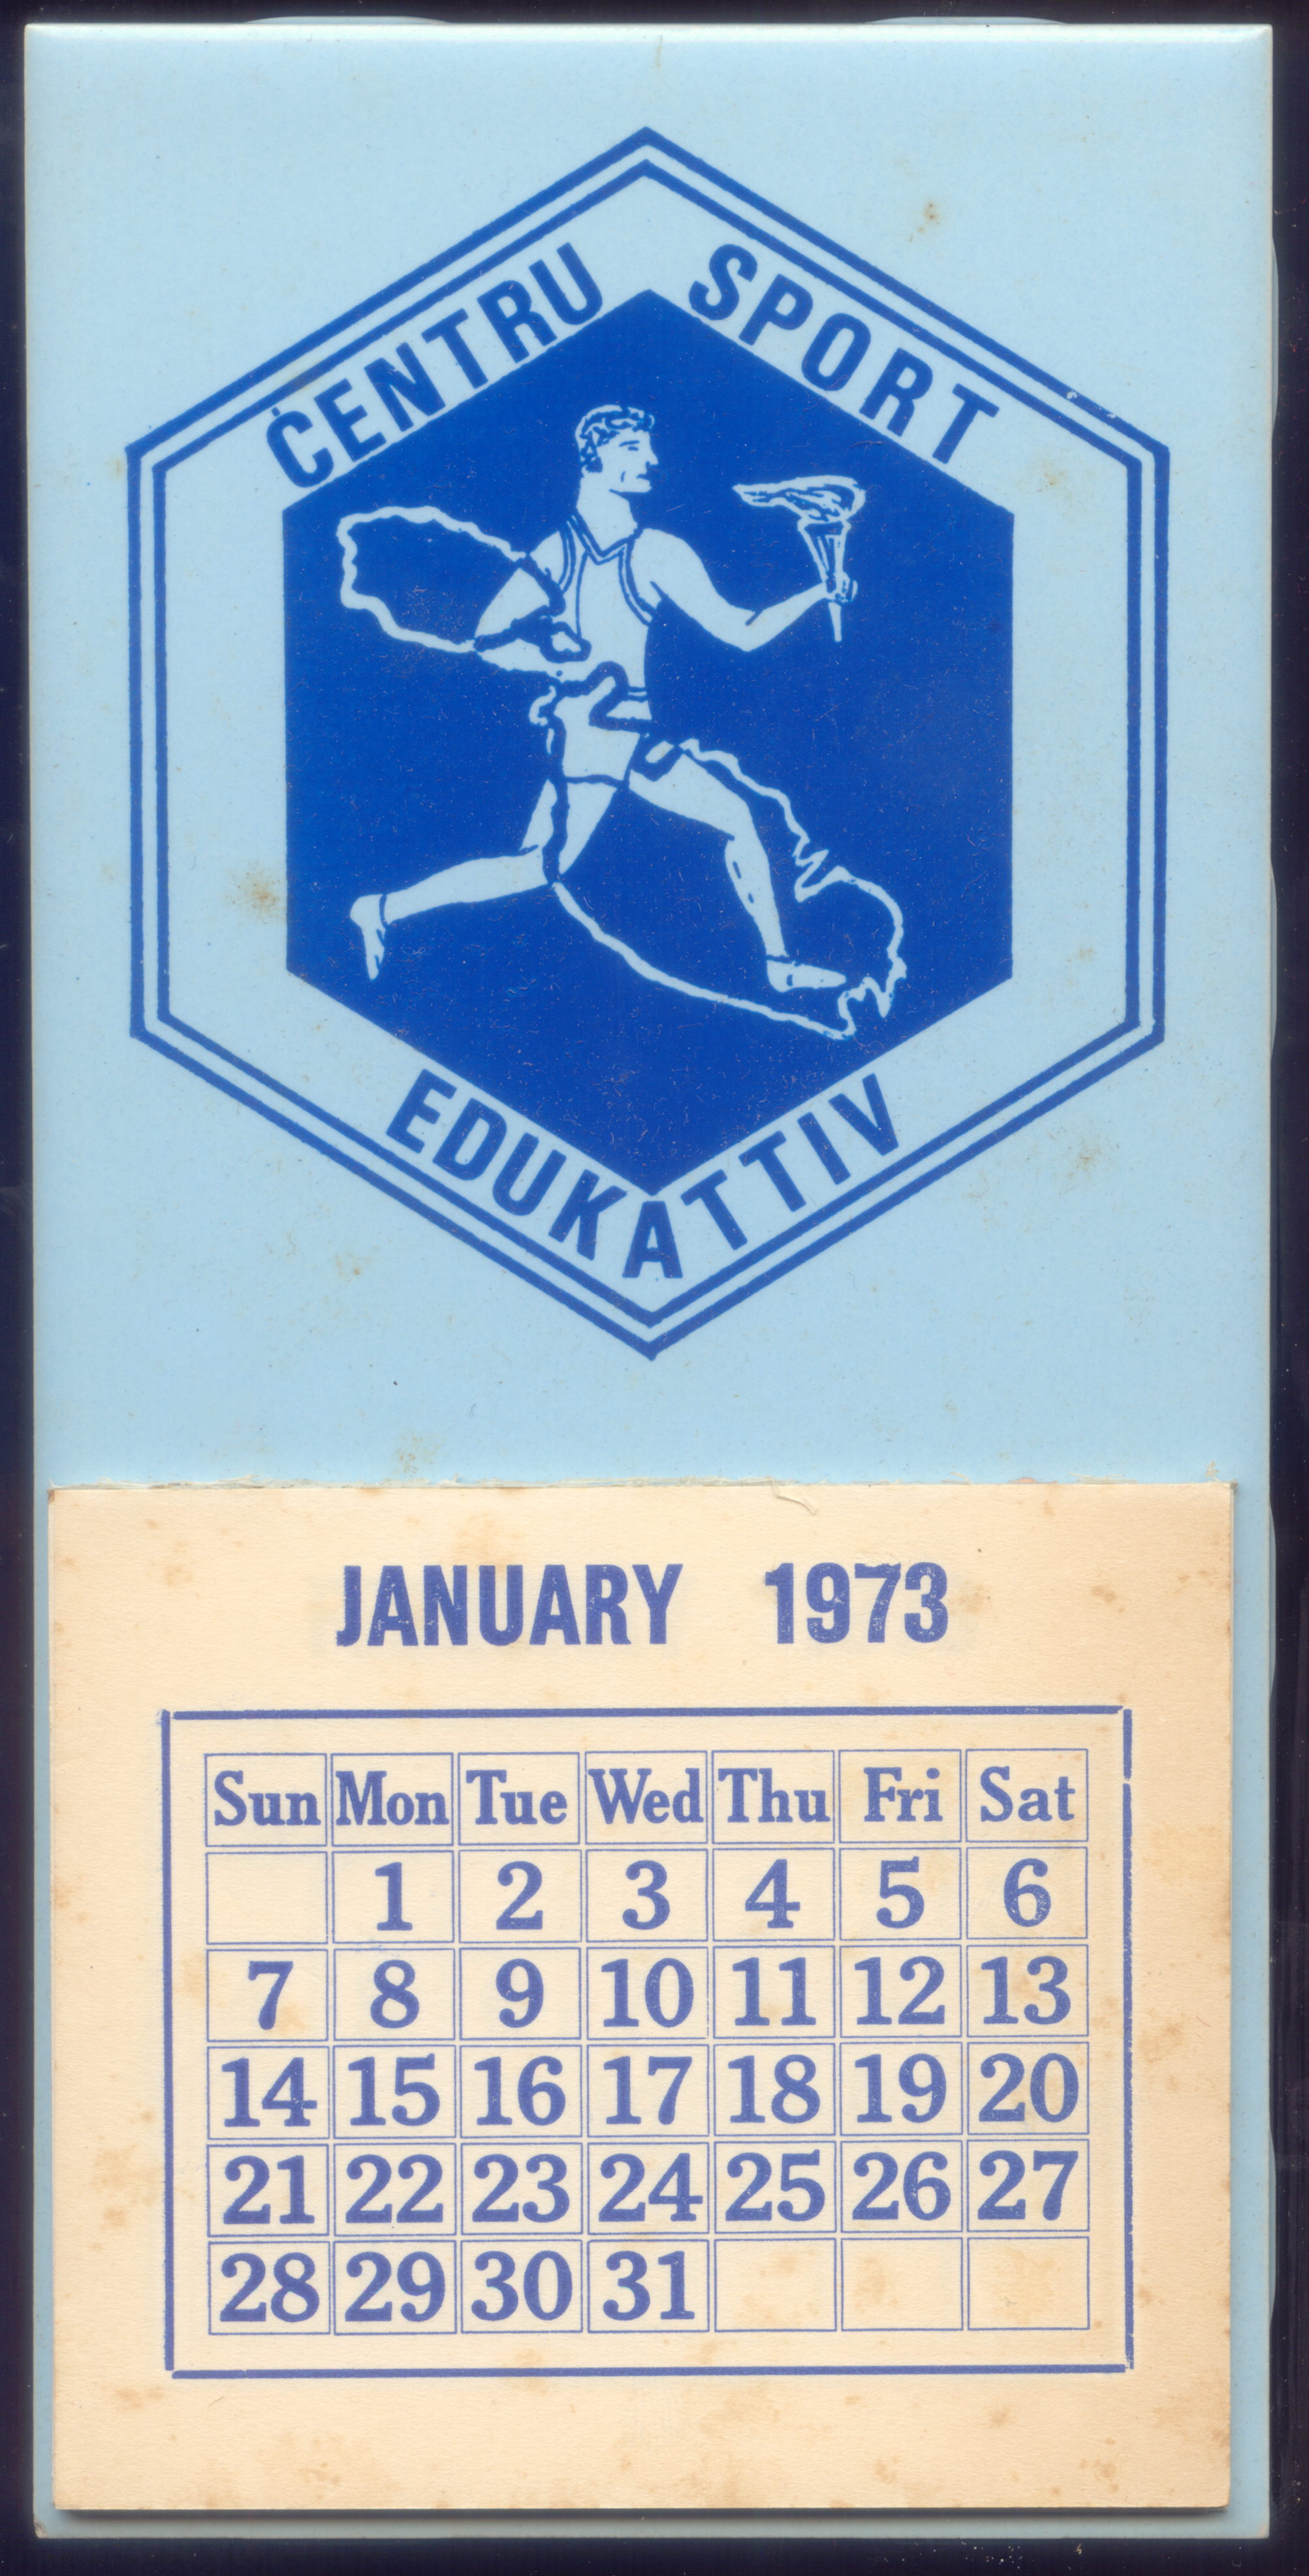 ĊENTRU SPORT
EDUKATTIV
JANUARY 1973
Sun Mon Tue Wed Thu Fri Sat
1 2 3 4 5 6
7 8 9 10 11 12 13
14 15 16 17 18 19 20
21 22 23 24 25 26 27
28 29 30 31